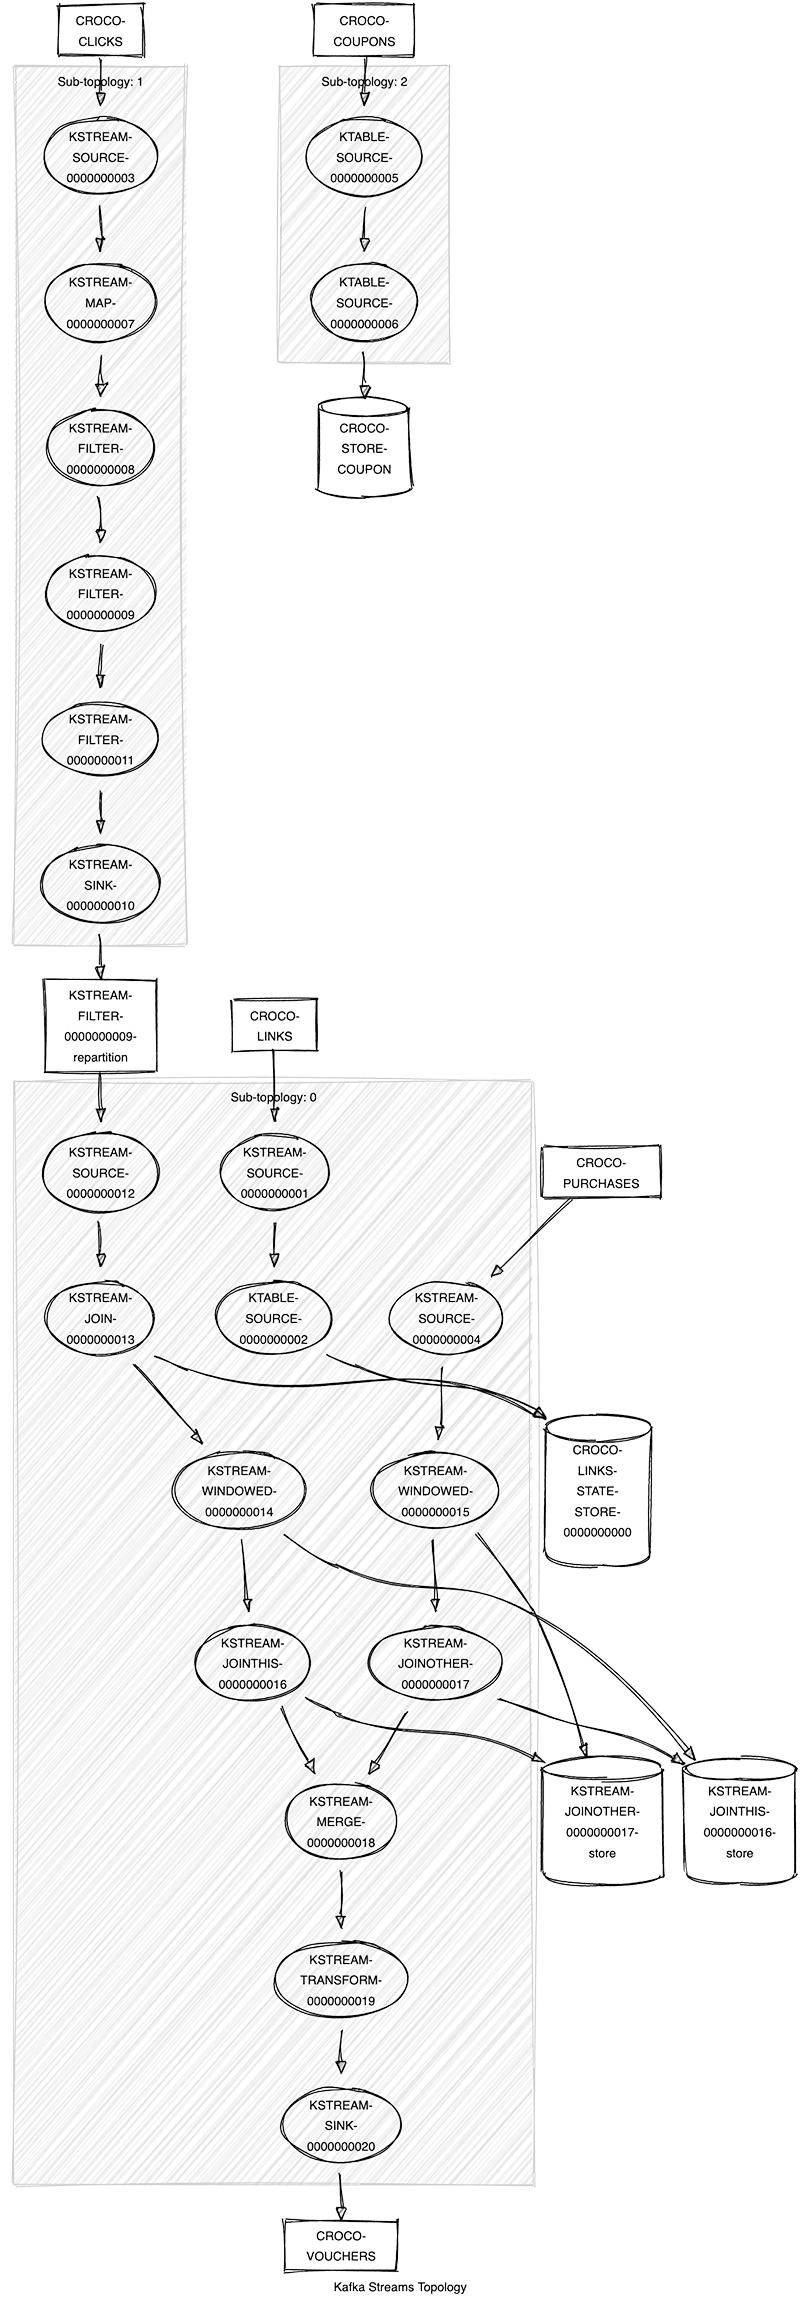 CROCO-
CLICKS
CROCO-
COUPONS
Sub-topology: 1
Sub-topology: 2
KSTREAM-
SOURCE-
0000000003
KTABLE-
SOURCE-
0000000005
KSTREAM-
MAP-
0000000007
KTABLE-
SOURCE-
0000000006
KSTREAM-
FILTER-
0000000008
CROCO-
STORE-
COUPON
KSTREAM-
FILTER-
0000000009
KSTREAM-
FILTER-
0000000011
KSTREAM-
SINK-
0000000010
KSTREAM-
FILTER-
0000000009-
repartition
CROCO-
LINKS
Sub-topology: 0
KSTREAM-
SOURCE-
0000000012
KSTREAM-
SOURCE-
0000000001
CROCO-
PURCHASES
KSTREAM-
JOIN-
0000000013
KTABLE-
SOURCE-
0000000002
KSTREAM-
SOURCE-
0000000004
KSTREAM-
WINDOWED-
0000000014
KSTREAM-
WINDOWED-
0000000015
CROCO-
LINKS-
STATE-
STORE-
0000000000
KSTREAM-
JOINTHIS-
0000000016
KSTREAM-
JOINOTHER-
0000000017
KSTREAM-
MERGE-
0000000018
KSTREAM-
JOINOTHER-
0000000017-
store
KSTREAM-
JOINTHIS-
0000000016-
store
KSTREAM-
TRANSFORM-
0000000019
KSTREAM-
SINK-
0000000020
CROCO-
VOUCHERS
Kafka Streams Topology